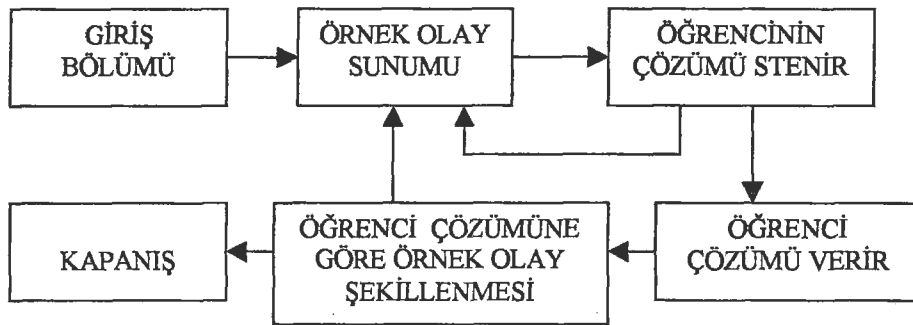 GİRİŞ
BÖLÜMÜ
ÖRNEK OLAY
SUNUMU
ÖĞRENCİNİN
ÇÖZÜMÜ STENİR
KAPANIŞ
ÖĞRENCİ ÇÖZÜMÜNE
GÖRE ÖRNEK OLAY
ŞEKİLLENMESİ
ÖĞRENCİ
ÇÖZÜMÜ VERİR